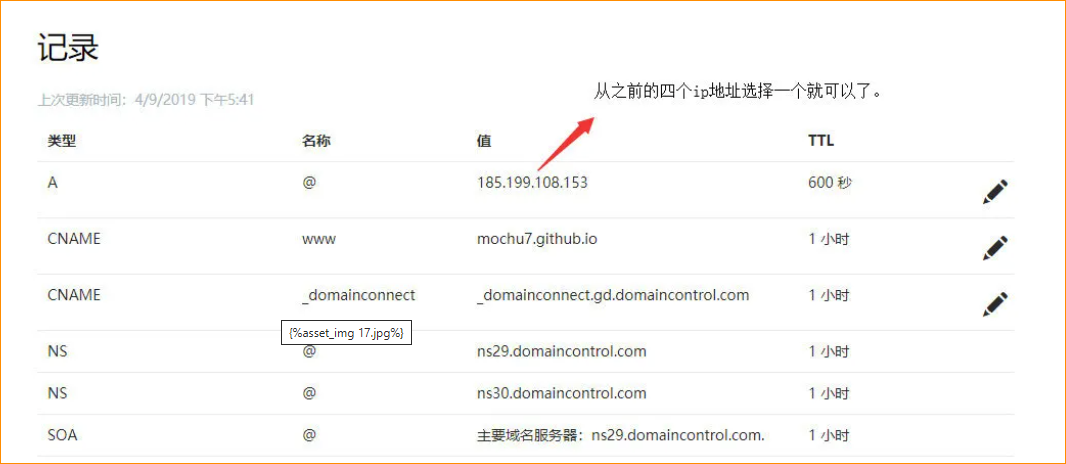 记录
上次更新时间：4/9/2019 下午5:41
从之前的四个ip地址选择一个就可以了。
类型 名称 值 TTL
A @ 185.199.108.153 600 秒
CNAME www mochu7.github.io 1 小时
CNAME _domainconnect _domainconnect.gd.domaincontrol.com 1 小时
{%asset_img 17.jpg%}
NS @ ns29.domaincontrol.com 1 小时
NS @ ns30.domaincontrol.com 1 小时
SOA @ 主要域名服务器：ns29.domaincontrol.com. 1 小时